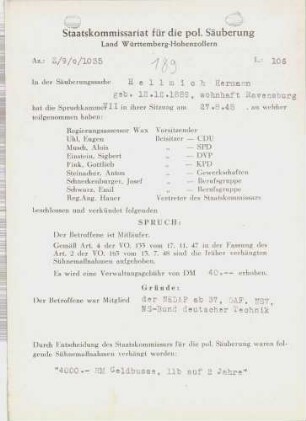 Staatskommissariat für die pol. Säuberung
Land Württemberg-Hohenzollern
Az.: E/S/o/1035 L: 106
189
In der Säuberungssache Hellmich Hermann
geb. 12.10.1889, wohnhaft Ravensburg
hat die Spruchkammer VII in ihrer Sitzung am 27.8.48, an welcher
teilgenommen haben:
Regierungsassessor Wax Vorsitzender
Ukl, Eugen Beisitzer — CDU
Musch, Alois „ — SPD
Einstein, Sigbert „ — DVP
Fink, Gottlieb „ — KPD
Steinacher, Anton „ — Gewerkschaften
Schneckenburger, Josef „ — Berufsgruppe
Schwarz, Emil „ — Berufsgruppe
Reg.Ang. Hauer Vertreter des Staatskommissars
beschlossen und verkündet folgenden
SPRUCH:
Der Betroffene ist Mitläufer.
Gemäß Art. 4 der VO. 133 vom 17. 11. 47 in der Fassung des
Art. 2 der VO. 165 vom 13. 7. 48 sind die früher verhängten
Sühnemaßnahmen aufgehoben.
Es wird eine Verwaltungsgebühr von DM 40.-- erhoben.
Gründe:
Der Betroffene war Mitglied der NSDAP ab 37, DAF, NSV,
NS-Bund deutscher Technik
Durch Entscheidung des Staatskommissars für die pol. Säuberung waren fol-
gende Sühnemaßnahmen verhängt worden:
"4000.- RM Geldbusse, IIb auf 2 Jahre"